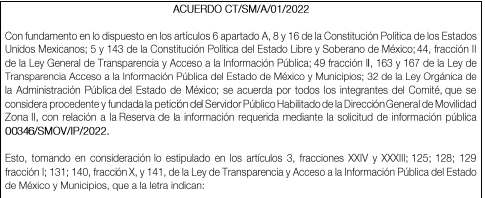 ACUERDO CT/SM/A/01/2022
Con fundamento en lo dispuesto en los artículos 6 apartado A, 8 y 16 de la Constitución Política de los Estados
Unidos Mexicanos; 5 y 143 de la Constitución Política del Estado Libre y Soberano de México; 44, fracción II
de la Ley General de Transparencia y Acceso a la Información Pública; 49 fracción II, 163 y 167 de la Ley de
Transparencia Acceso a la Información Pública del Estado de México y Municipios; 32 de la Ley Orgánica de
la Administración Pública del Estado de México; se acuerda por todos los integrantes del Comité, que se
considera procedente y fundada la petición del Servidor Público Habilitado de la Dirección General de Movilidad
Zona II, con relación a la Reserva de la información requerida mediante la solicitud de información pública
00346/SMOV/IP/2022.
Esto, tomando en consideración lo estipulado en los artículos 3, fracciones XXIV y XXXIII; 125; 128; 129
fracción I; 131; 140, fracción X, y 141, de la Ley de Transparencia y Acceso a la Información Pública del Estado
de México y Municipios, que a la letra indican: